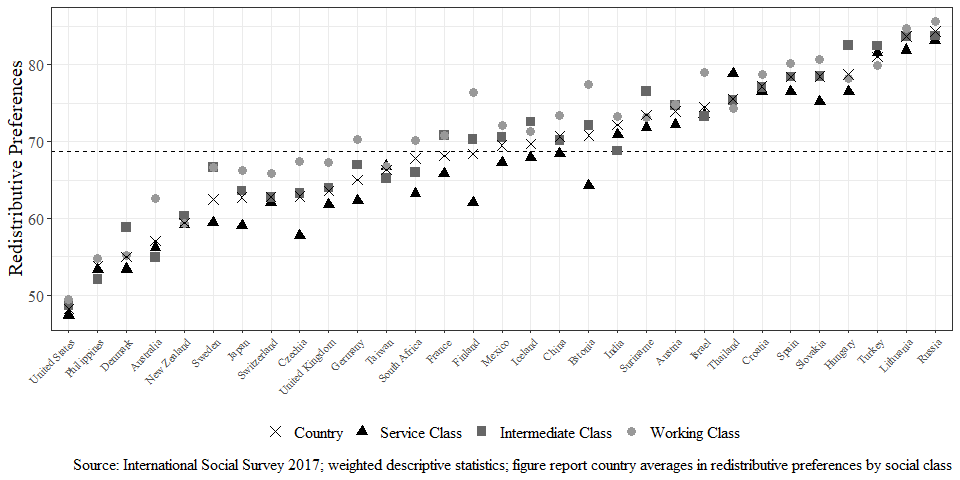 Redistributive Preferences
80
70
60
50
United States
Philippines
Denmark
Australia
New Zealand
Sweden
Japan
Switzerland
Czechia
United Kingdom
Germany
Taiwan
South Africa
France
Finland
Mexico
Iceland
China
Estonia
India
Suriname
Austria
Israel
Thailand
Croatia
Spain
Slovakia
Hungary
Turkey
Lithuania
Russia
Country
Service Class
Intermediate Class
Working Class
Source: International Social Survey 2017; weighted descriptive statistics; figure report country averages in redistributive preferences by social class